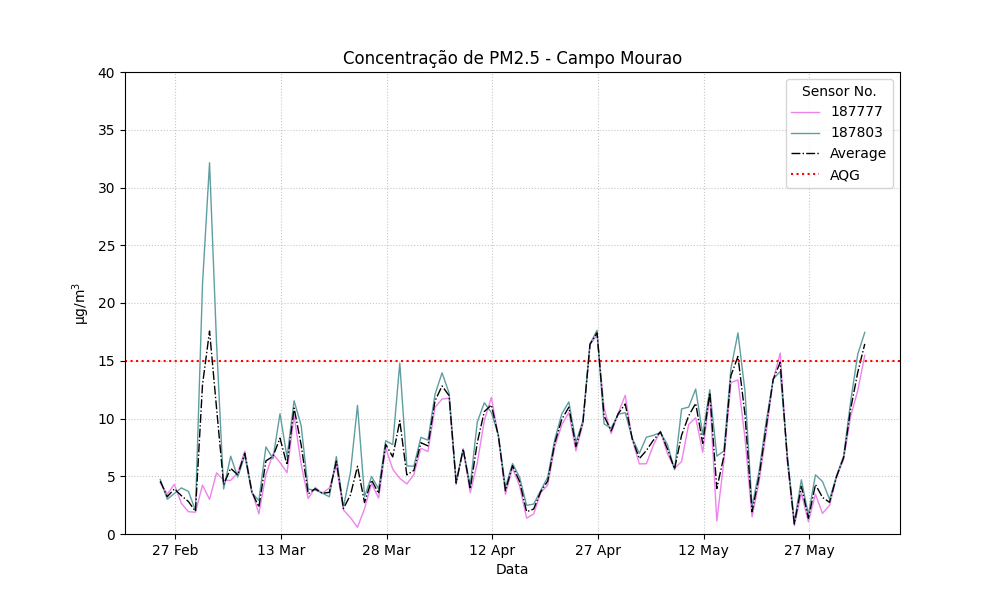 Concentração de PM2.5 - Campo Mourao
40
35
30
25
20
15
10
5
0
µg/m³
27 Feb
13 Mar
28 Mar
12 Apr
27 Apr
12 May
27 May
Data
Sensor No.
187777
187803
Average
AQG